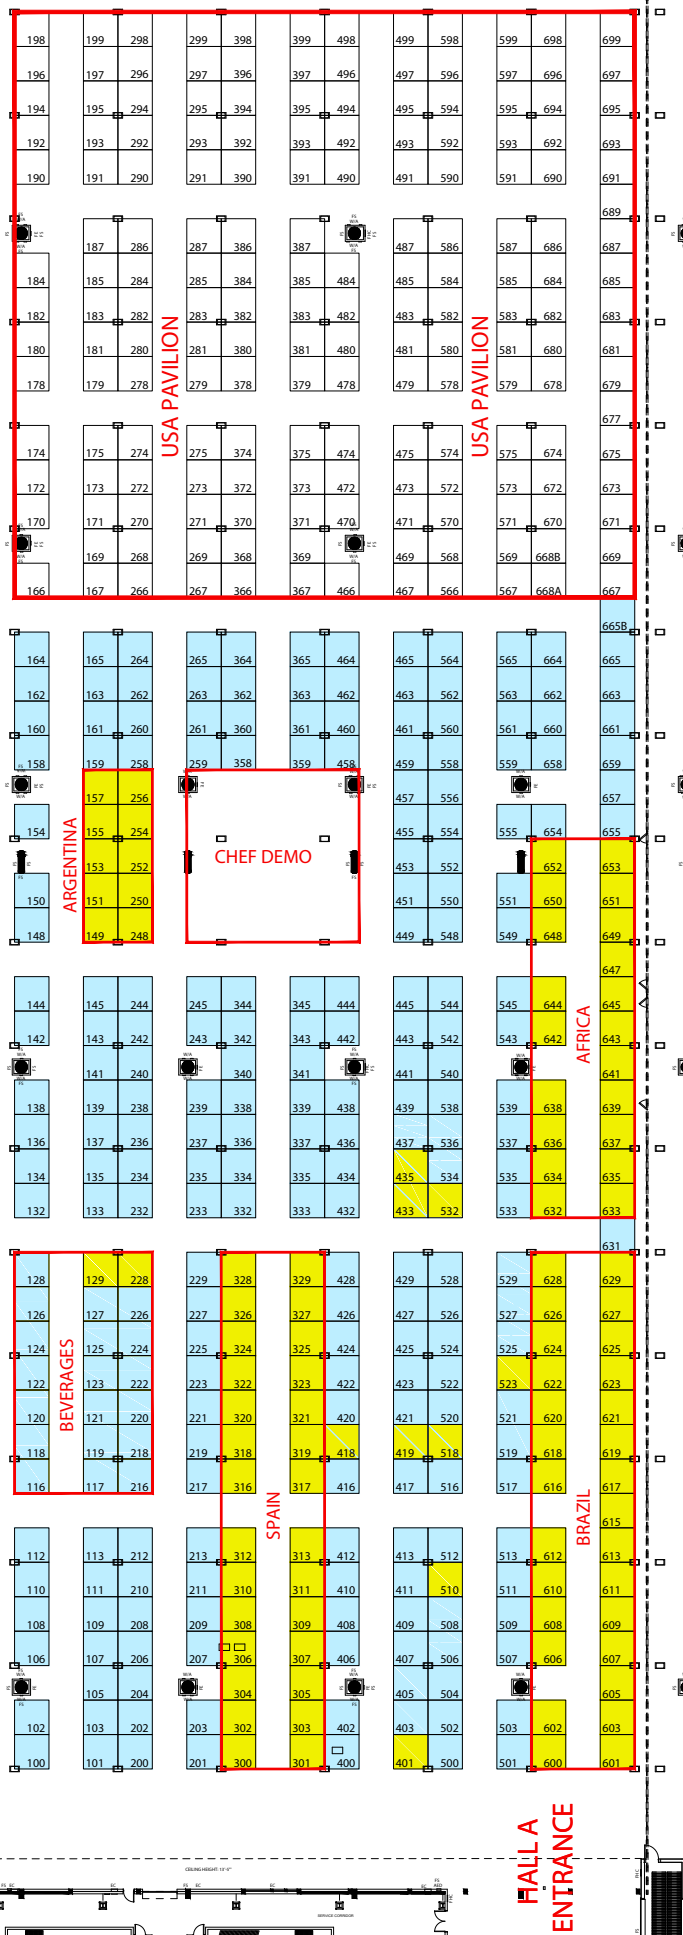 198 199 298 299 398 399 498 499 598 599 698 699
196 197 296 297 396 397 496 497 596 597 696 697
194 195 294 295 394 395 494 495 594 595 694 695
192 193 292 293 392 393 492 493 592 593 692 693
190 191 290 291 390 391 490 491 590 591 690 691
689
187 286 287 386 387 487 586 587 686 687
184 185 284 285 384 385 484 485 584 585 684 685
182 183 282 283 382 383 482 483 582 583 682 683
180 181 280 281 380 381 480 481 580 581 680 681
178 179 278 279 378 379 478 479 578 579 678 679
USA PAVILION
USA PAVILION
677
174 175 274 275 374 375 474 475 574 575 674 675
172 173 272 273 372 373 472 473 572 573 672 673
170 171 270 271 370 371 470 471 570 571 670 671
169 268 269 368 369 469 568 569 668B 669
166 167 266 267 366 367 466 467 566 567 668A 667
665B
164 165 264 265 364 365 464 465 564 565 664 665
162 163 262 263 362 363 462 463 562 563 662 663
160 161 260 261 360 361 460 461 560 561 660 661
158 159 258 259 358 359 458 459 558 559 658 659
157 256 457 556 657
154 155 254 455 554 555 654 655
ARGENTINA
CHEF DEMO
153 252 453 552 652 653
150 151 250 451 550 551 650 651
148 149 248 449 548 549 648 649
647
144 145 244 245 344 345 444 445 544 545 644 645
142 143 242 243 342 343 442 443 542 543 642 643
AFRICA
141 240 340 341 441 540 641
138 139 238 239 338 339 438 439 538 539 638 639
136 137 236 237 336 337 436 437 536 537 636 637
134 135 234 235 334 335 434 435 534 535 634 635
132 133 232 233 332 333 432 433 532 533 632 633
631
128 129 228 229 328 329 428 429 528 529 628 629
126 127 226 227 326 327 426 427 526 527 626 627
124 125 224 225 324 325 424 425 524 525 624 625
122 123 222 223 322 323 422 423 522 523 622 623
BEVERAGES
120 121 220 221 320 321 420 421 520 521 620 621
118 119 218 219 318 319 418 419 518 519 618 619
116 117 216 217 316 317 416 417 516 517 616 617
SPAIN
BRAZIL
615
112 113 212 213 312 313 412 413 512 513 612 613
110 111 210 211 310 311 410 411 510 511 610 611
108 109 208 209 308 309 408 409 508 509 608 609
106 107 206 207 306 307 406 407 506 507 606 607
105 204 304 305 405 504 605
102 103 202 203 302 303 402 403 502 503 602 603
100 101 200 201 300 301 400 401 500 501 600 601
HALL A
ENTRANCE
CEILING HEIGHT: 10'-6"
SERVICE CORRIDOR